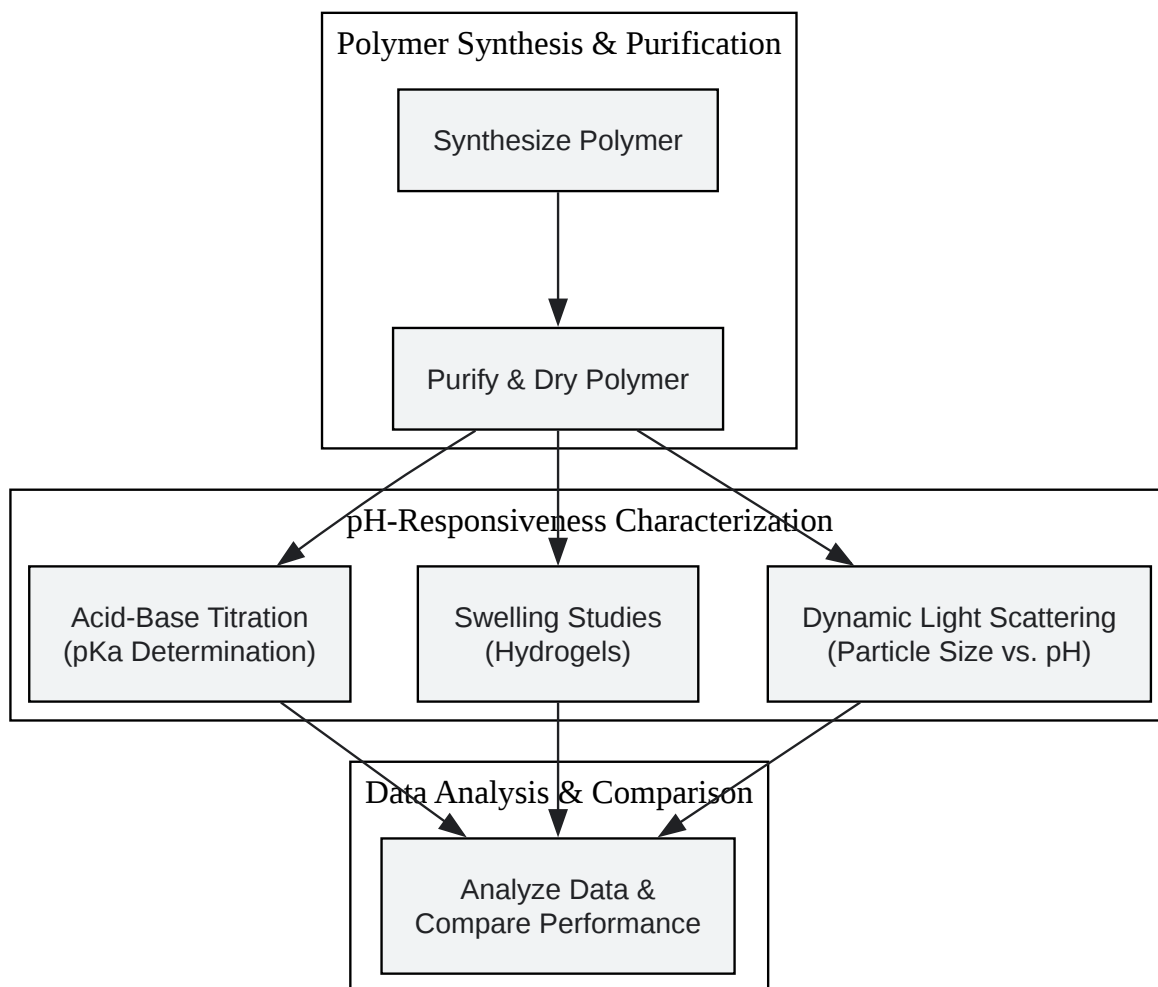 Polymer Synthesis & Purification
Synthesize Polymer
Purify & Dry Polymer
pH-Responsiveness Characterization
Acid-Base Titration
(pKa Determination)
Swelling Studies
(Hydrogels)
Dynamic Light Scattering
(Particle Size vs. pH)
Data Analysis & Comparison
Analyze Data &
Compare Performance